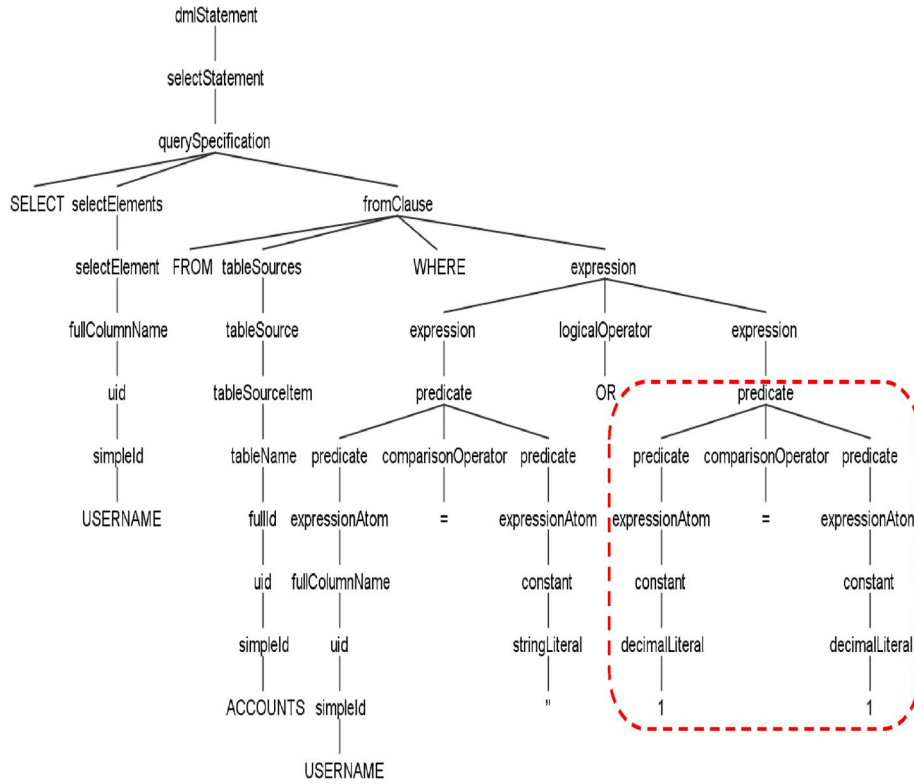 dmlStatement
selectStatement
querySpecification
SELECT selectElements fromClause
selectElement FROM tableSources WHERE expression
fullColumnName tableSource expression logicalOperator expression
uid tableSourceItem predicate OR predicate
simpleId tableName predicate comparisonOperator predicate predicate comparisonOperator predicate
USERNAME fullId expressionAtom = expressionAtom expressionAtom = expressionAtom
uid fullColumnName constant constant constant
simpleId uid stringLiteral decimalLiteral decimalLiteral
ACCOUNTS simpleId '' 1 1
USERNAME